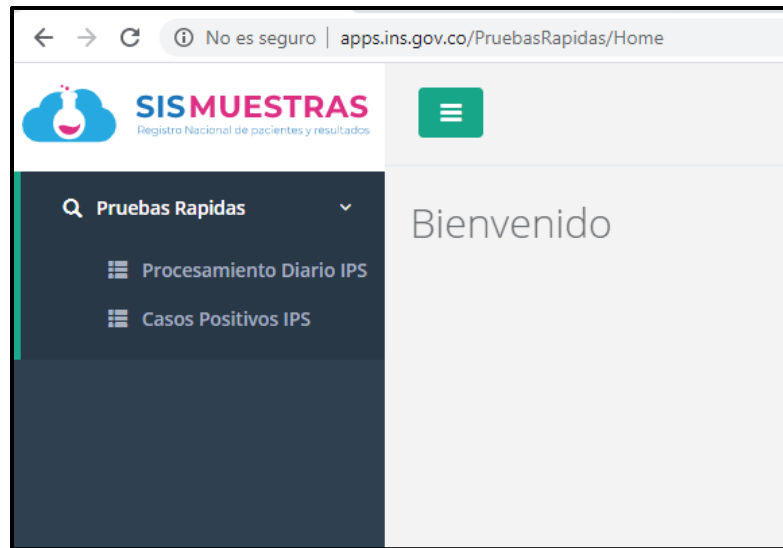 No es seguro | apps.ins.gov.co/PruebasRapidas/Home
SISMUESTRAS
Registro Nacional de pacientes y resultados
Pruebas Rapidas
Bienvenido
Procesamiento Diario IPS
Casos Positivos IPS